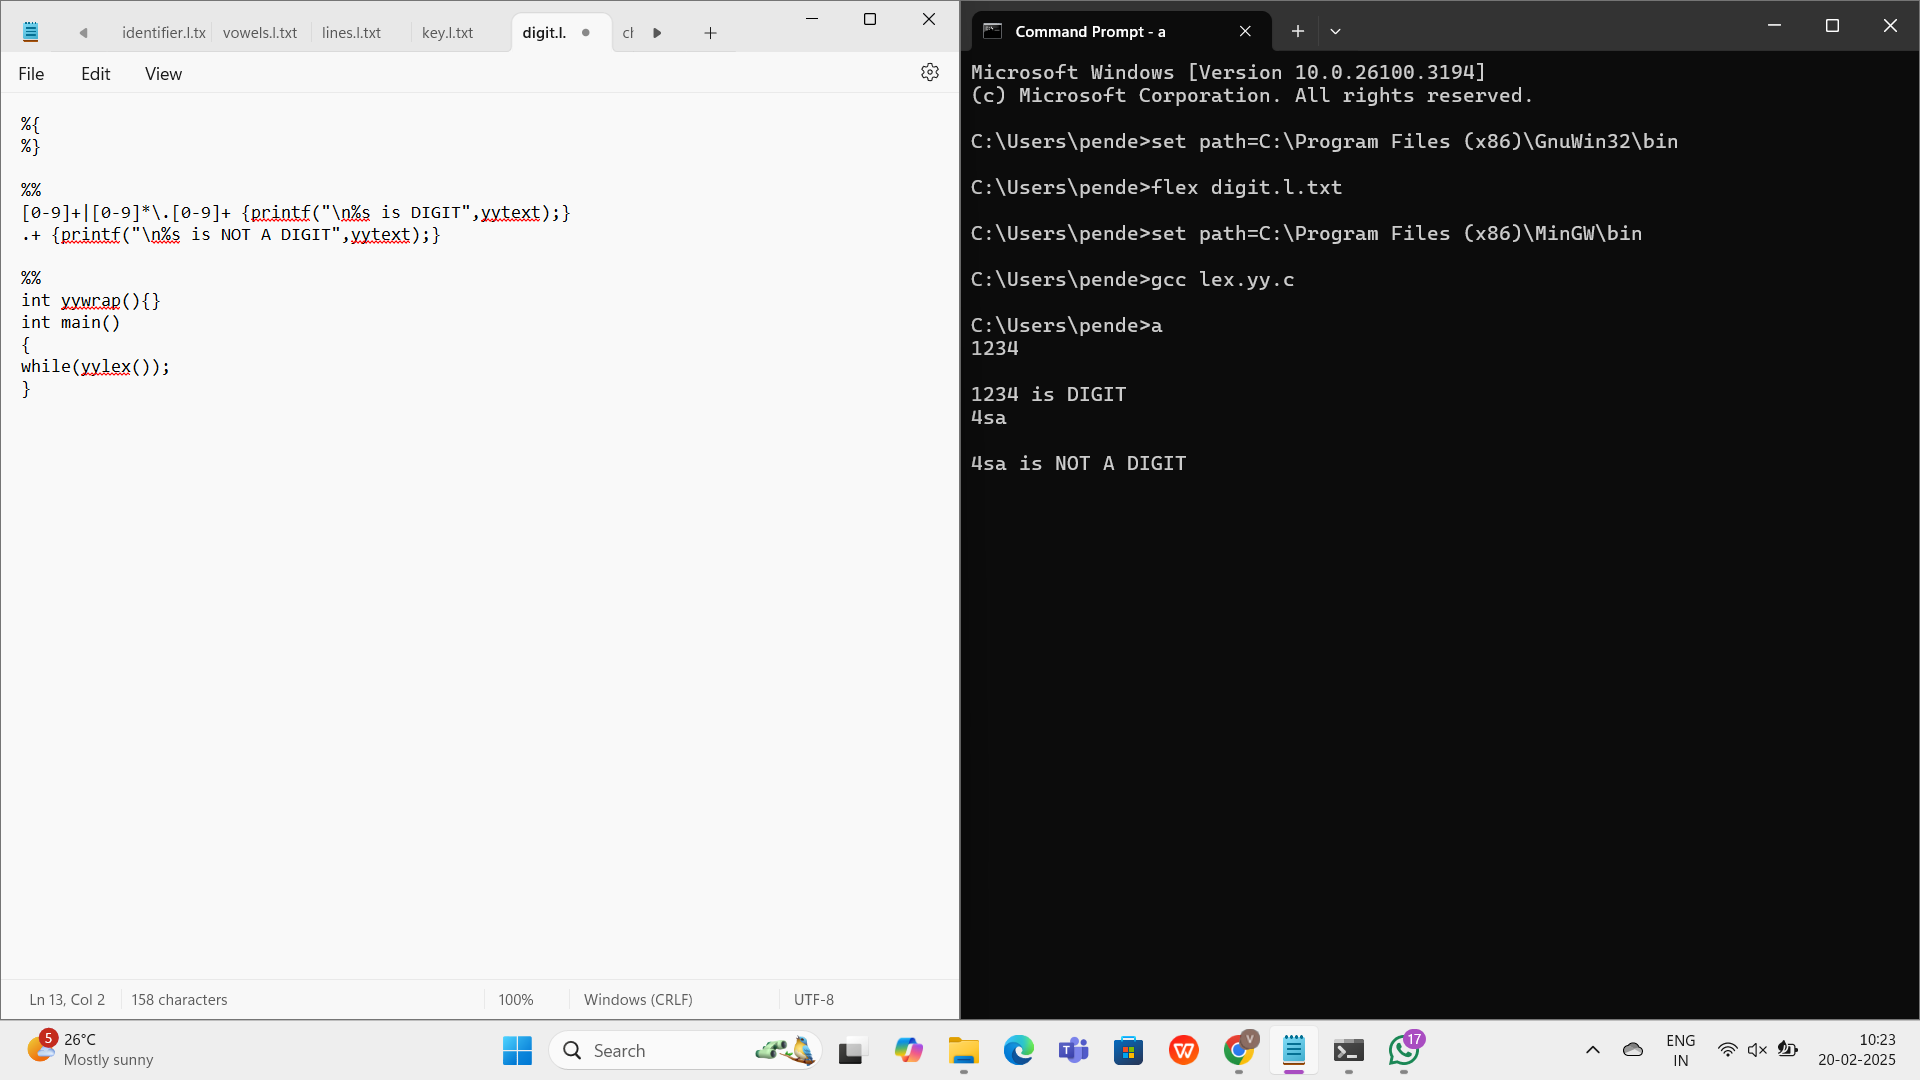 identifier.l.tx vowels.l.txt lines.l.txt key.l.txt digit.l.
File Edit View
%{
%}
%%
[0-9]+|[0-9]*\.[0-9]+ {printf("\n%s is DIGIT",yytext);}
.+ {printf("\n%s is NOT A DIGIT",yytext);}
%%
int yywrap(){}
int main()
{
while(yylex());
}
Ln 13, Col 2 158 characters 100% Windows (CRLF) UTF-8
Command Prompt - a
Microsoft Windows [Version 10.0.26100.3194]
(c) Microsoft Corporation. All rights reserved.
C:\Users\pende>set path=C:\Program Files (x86)\GnuWin32\bin
C:\Users\pende>flex digit.l.txt
C:\Users\pende>set path=C:\Program Files (x86)\MinGW\bin
C:\Users\pende>gcc lex.yy.c
C:\Users\pende>a
1234
1234 is DIGIT
4sa
4sa is NOT A DIGIT
5 26°C
Mostly sunny
Search
V
17
ENG
IN
10:23
20-02-2025